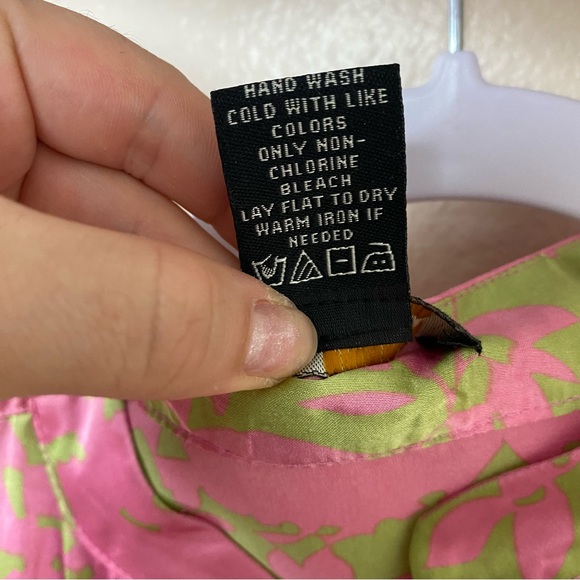 HAND WASH
COLD WITH LIKE
COLORS
ONLY NON-
CHLORINE
BLEACH
LAY FLAT TO DRY
WARM IRON IF
NEEDED